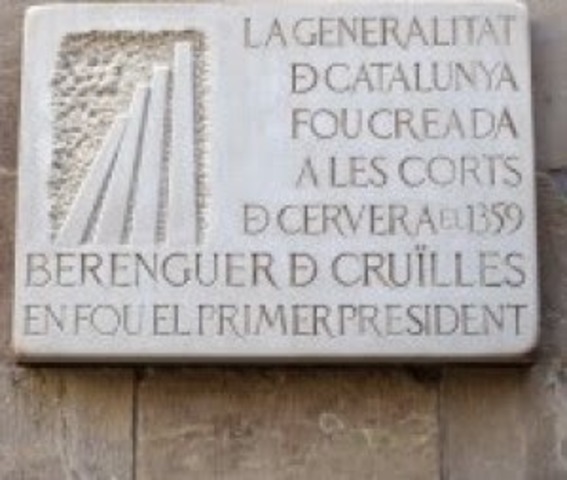 LA GENERALITAT
Đ CATALUNYA
FOU CREADA
A LES CORTS
Đ CERVERA EL 1359
BERENGUER Đ CRUÏLLES
EN FOU EL PRIMER PRESIDENT